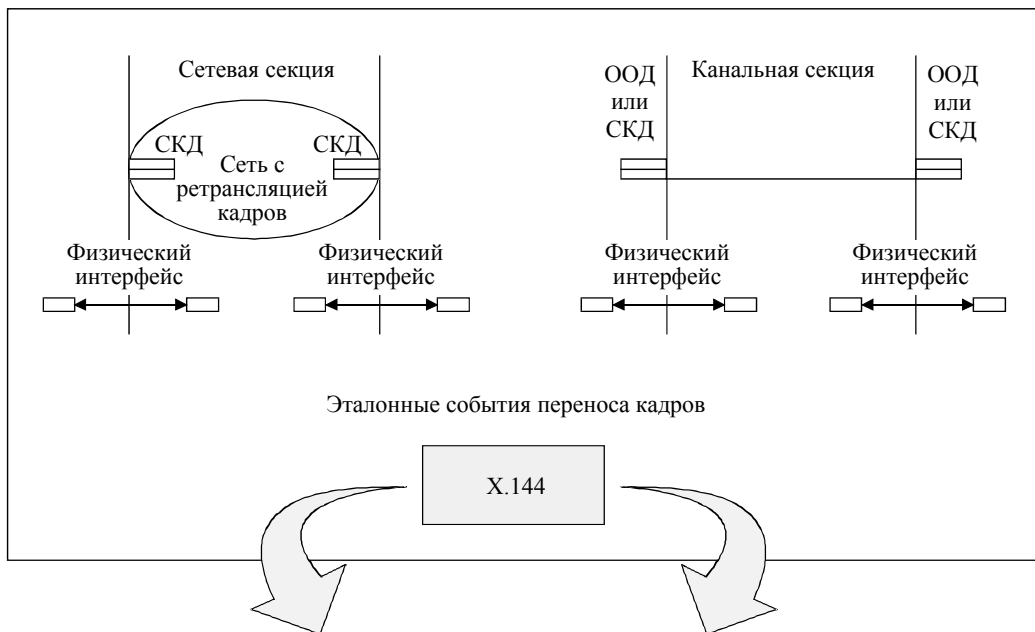 Сетевая секция
СКД
СКД
Сеть с
ретрансляцией
кадров
Физический
интерфейс
Физический
интерфейс
ООД
или
СКД
Канальная секция
ООД
или
СКД
Физический
интерфейс
Физический
интерфейс
Эталонные события переноса кадров
X.144